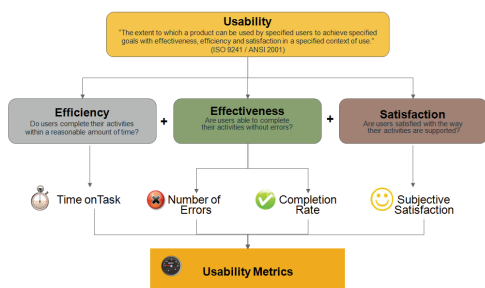 Usability
"The extent to which a product can be used by specified users to achieve specified
goals with effectiveness, efficiency and satisfaction in a specified context of use."
(ISO 9241 / ANSI 2001)
Efficiency
Do users complete their activities
within a reasonable amount of time?
+
Effectiveness
Are users able to complete
their activities without errors?
+
Satisfaction
Are users satisfied with the way
their activities are supported?
Time onTask
Number of
Errors
Completion
Rate
Subjective
Satisfaction
Usability Metrics